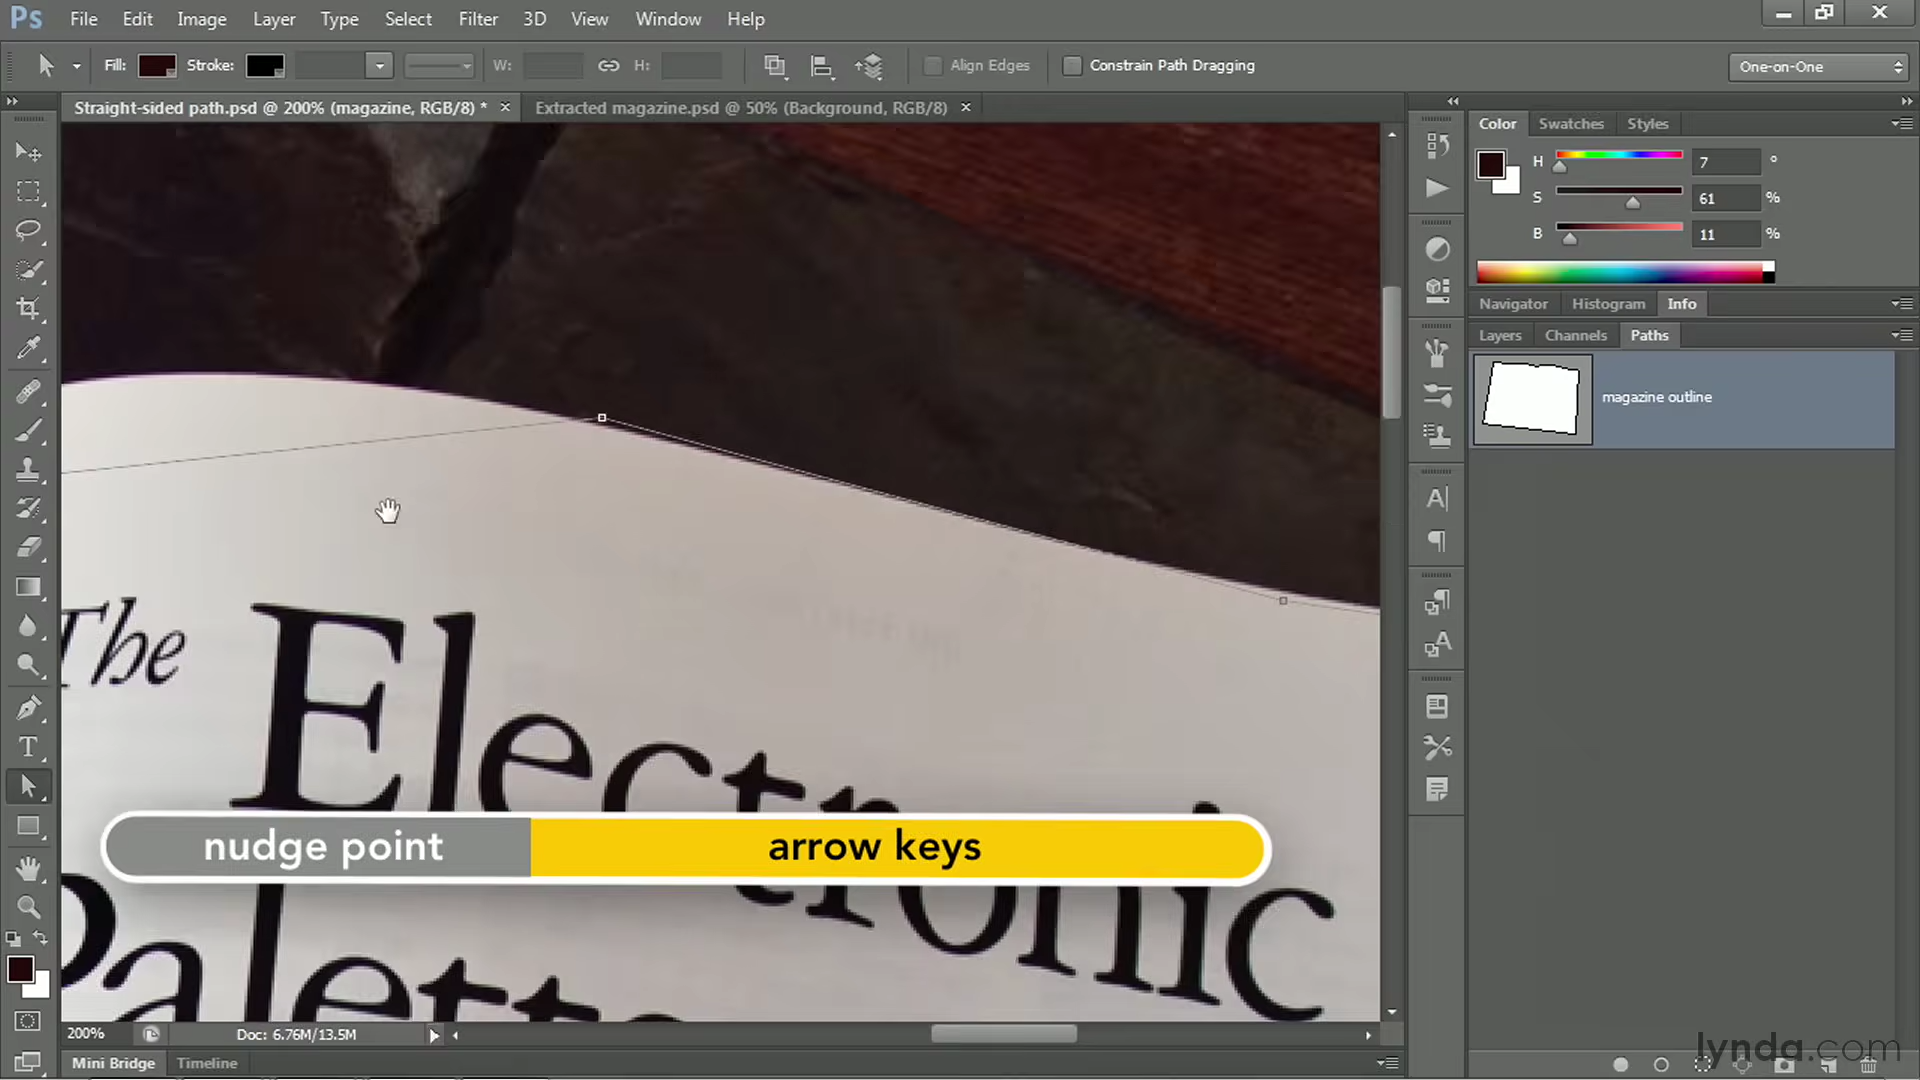 Ps File Edit Image Layer Type Select Filter 3D View Window Help
Fill: Stroke: W: H: Align Edges Constrain Path Dragging One-on-One
Straight-sided path.psd @ 200% (magazine, RGB/8) * × Extracted magazine.psd @ 50% (Background, RGB/8) ×
Color Swatches Styles
H 7 °
S 61 %
B 11 %
Navigator Histogram Info
Layers Channels Paths
magazine outline
The Electronic
Palette
nudge point arrow keys
200% Doc: 6.76M/13.5M
Mini Bridge Timeline
lynda.com